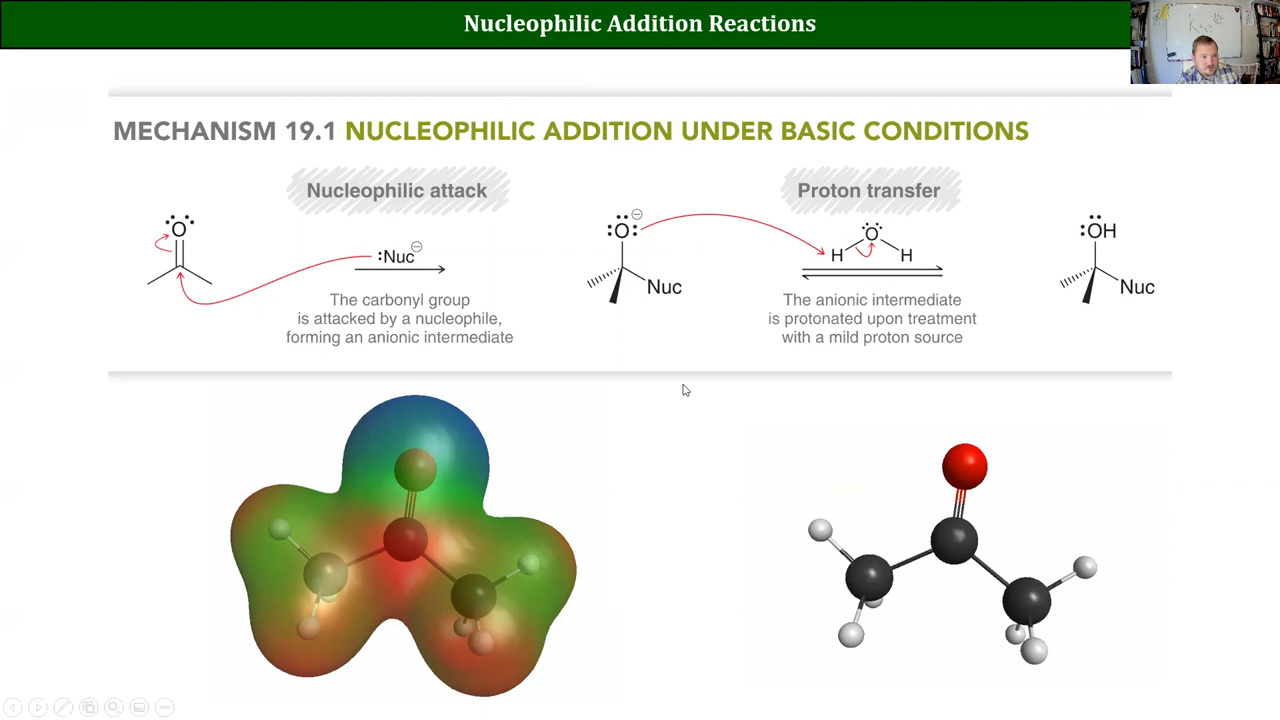 Nucleophilic Addition Reactions
MECHANISM 19.1 NUCLEOPHILIC ADDITION UNDER BASIC CONDITIONS
Nucleophilic attack
Proton transfer
O
:Nuc⊖
:O:⊖
Nuc
H O H
:OH
Nuc
The carbonyl group
is attacked by a nucleophile,
forming an anionic intermediate
The anionic intermediate
is protonated upon treatment
with a mild proton source